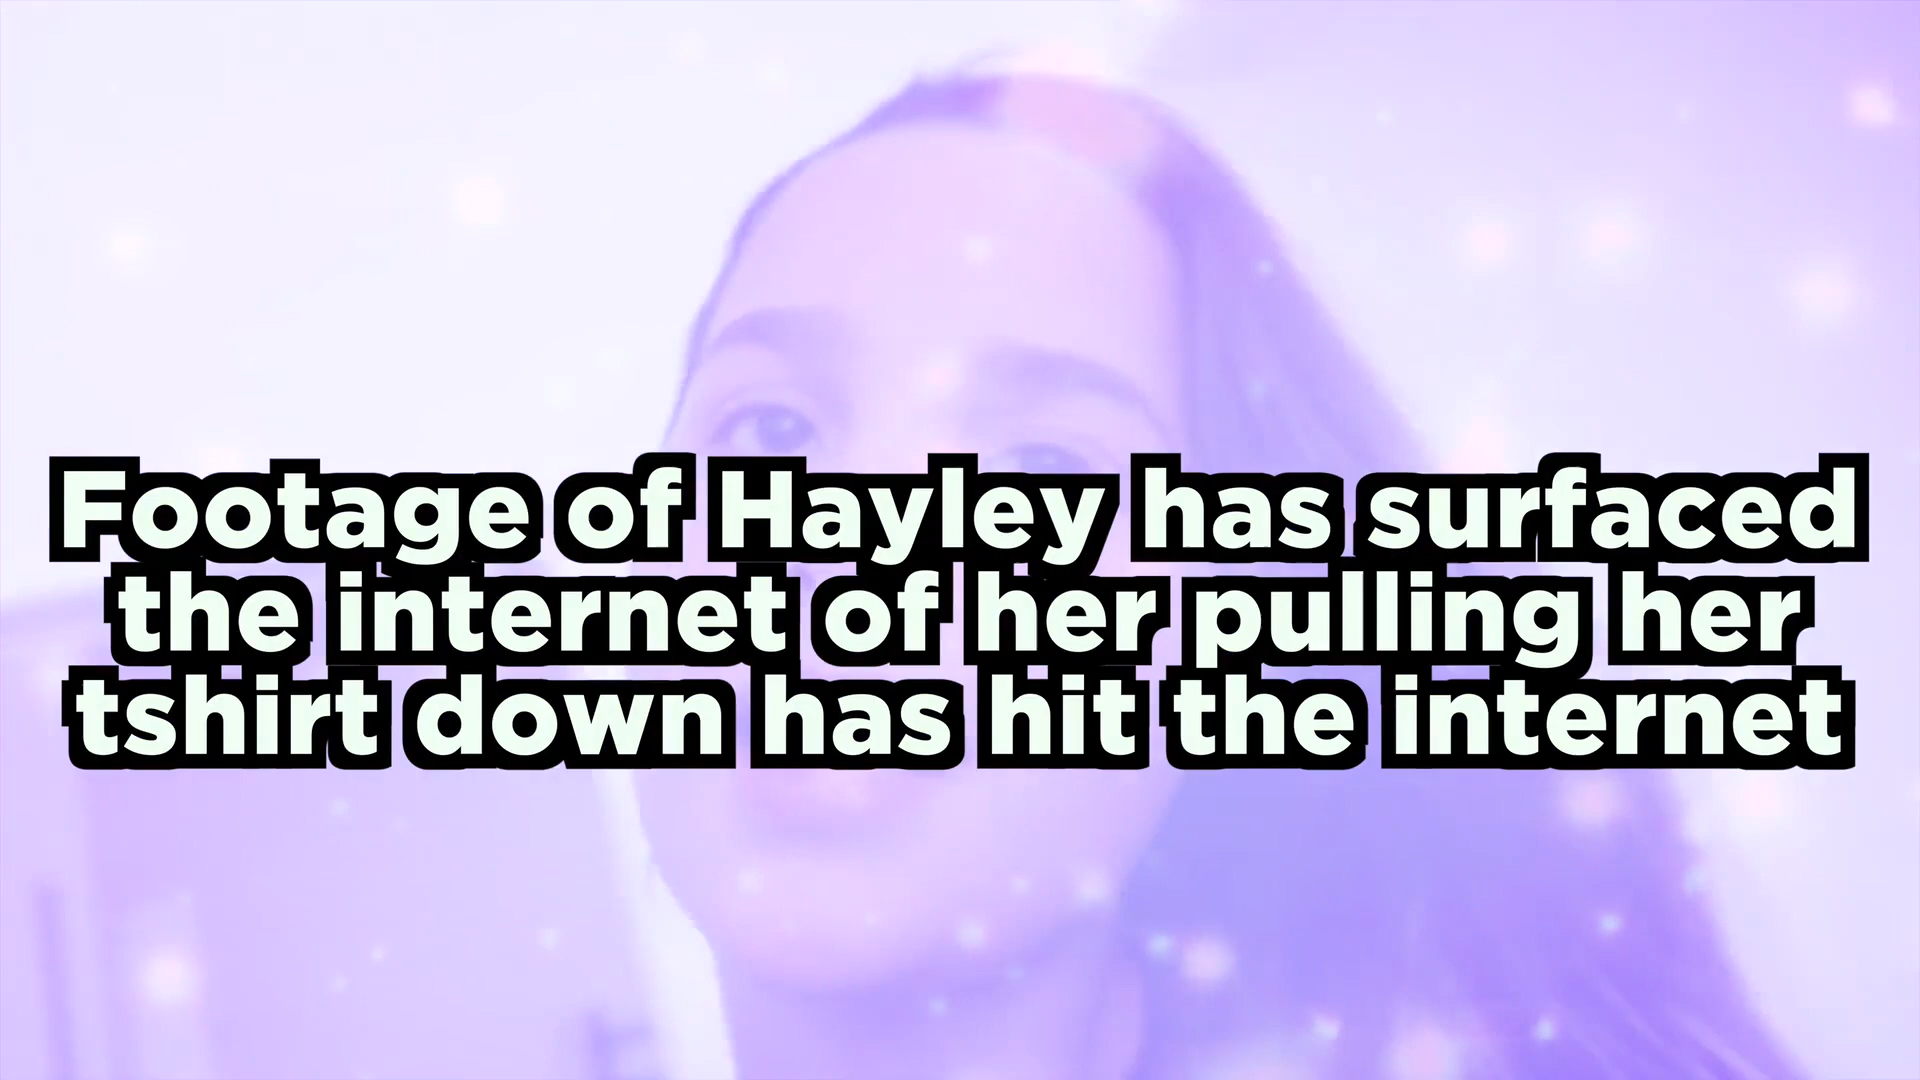 Footage of Hayley has surfaced
the internet of her pulling her
tshirt down has hit the internet